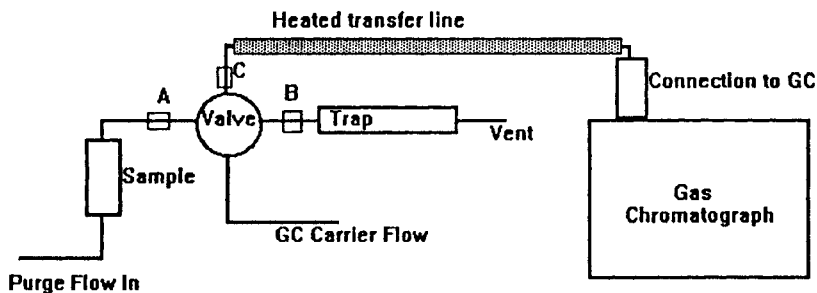 Heated transfer line
C
Connection to GC
A
B
Valve
Trap
Vent
Sample
Gas
Chromatograph
GC Carrier Flow
Purge Flow In